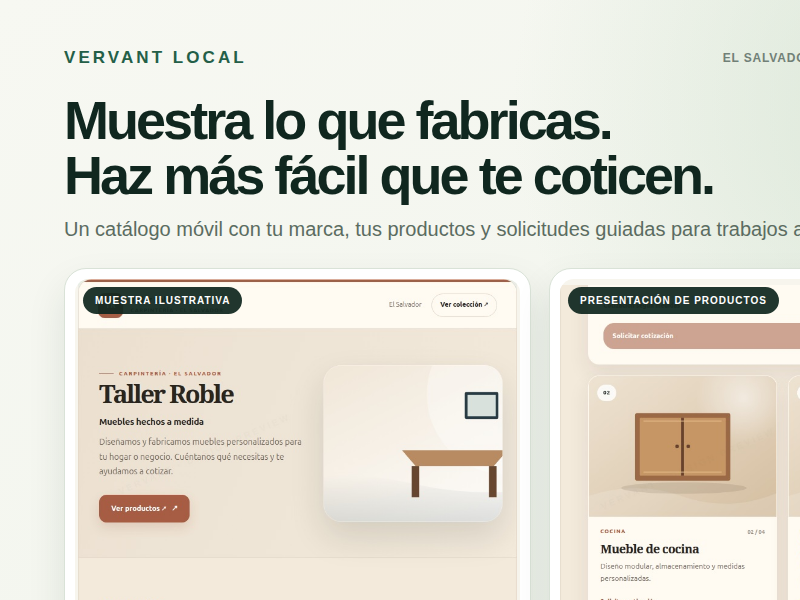 VERVANT LOCAL
EL SALVADO
Muestra lo que fabricas.
Haz más fácil que te coticen.
Un catálogo móvil con tu marca, tus productos y solicitudes guiadas para trabajos a
MUESTRA ILUSTRATIVA
El Salvador
Ver colección ↗
CARPINTERÍA · EL SALVADOR
Taller Roble
Muebles hechos a medida
Diseñamos y fabricamos muebles personalizados para
tu hogar o negocio. Cuéntanos qué necesitas y te
ayudamos a cotizar.
Ver productos ↗ ↗
PRESENTACIÓN DE PRODUCTOS
Solicitar cotización
02
COCINA
02 / 04
Mueble de cocina
Diseño modular, almacenamiento y medidas
personalizadas.